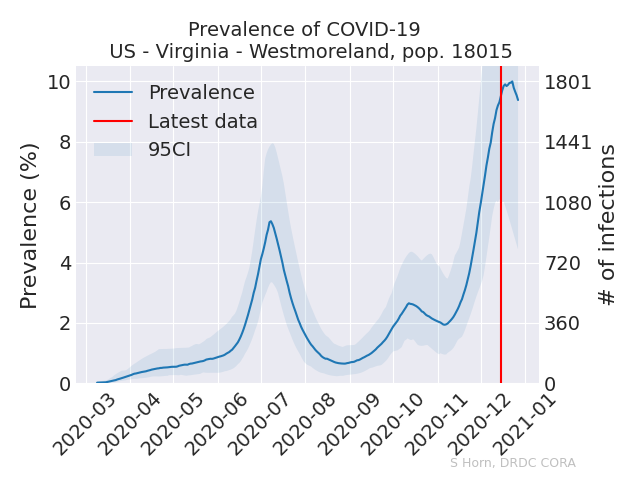 Prevalence of COVID-19
US - Virginia - Westmoreland, pop. 18015
Prevalence
Latest data
95CI
Prevalence (%)
10
8
6
4
2
0
1801
1441
1080
720
360
0
# of infections
2020-03
2020-04
2020-05
2020-06
2020-07
2020-08
2020-09
2020-10
2020-11
2020-12
2021-01
S Horn, DRDC CORA